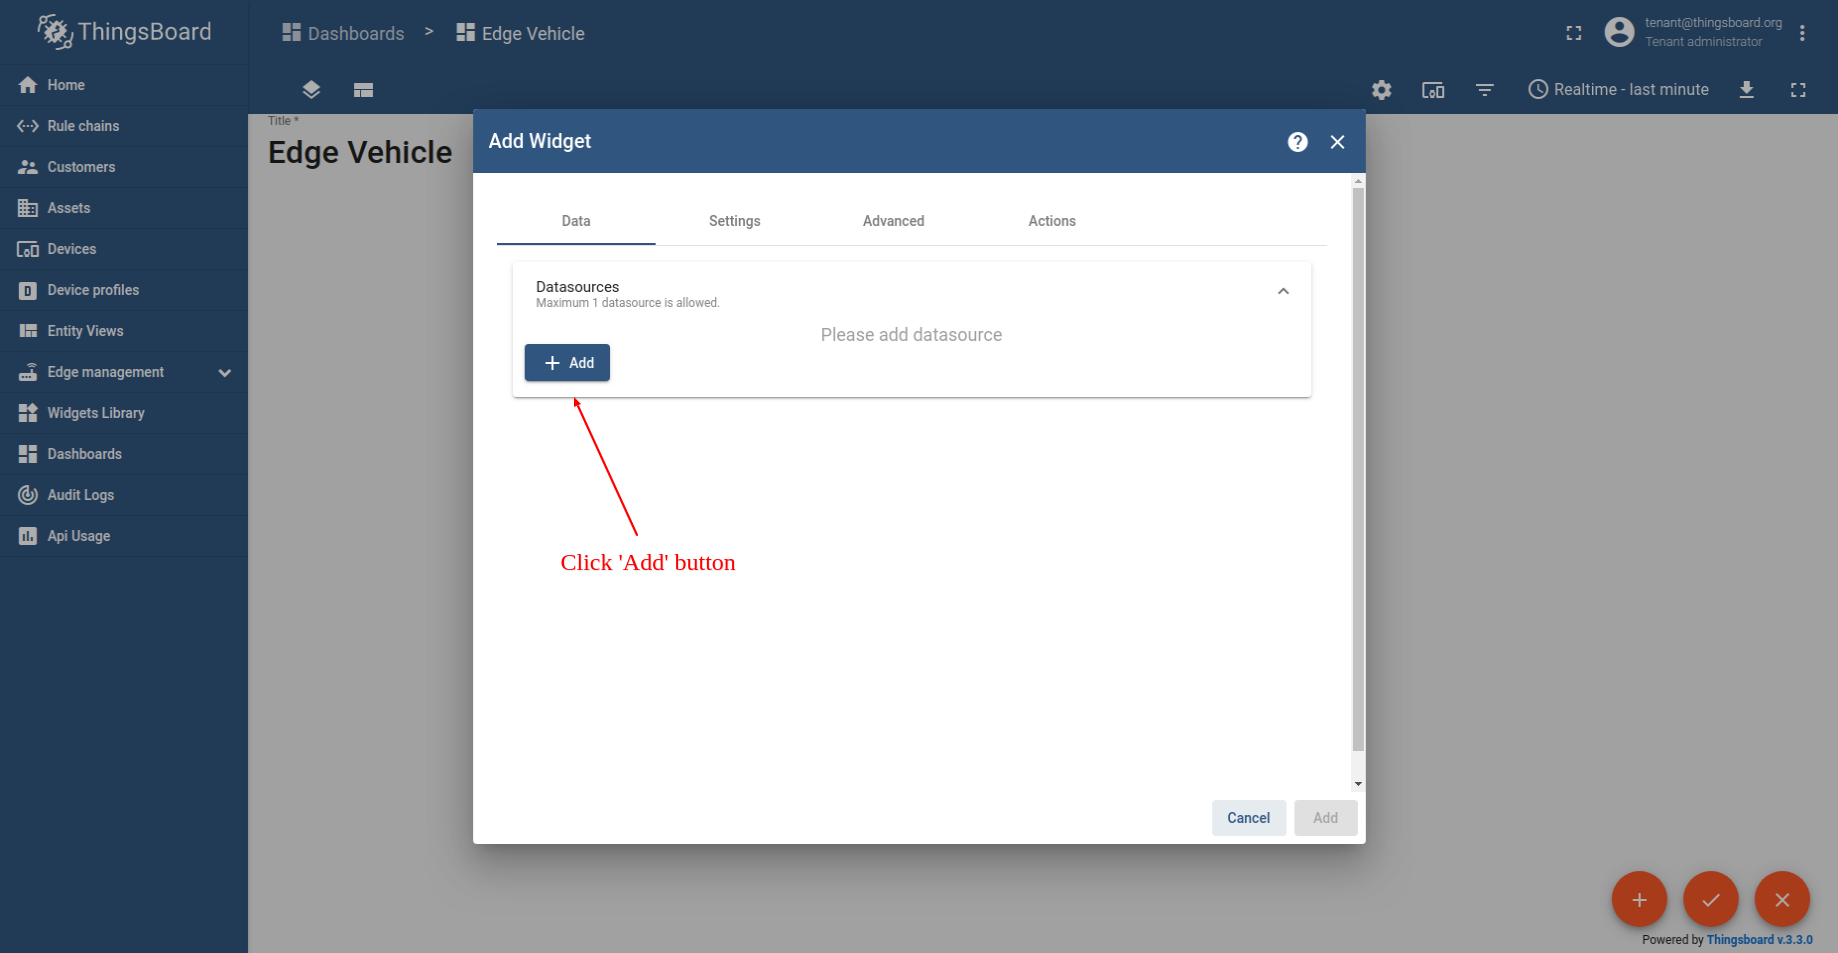 ThingsBoard
Dashboards > Edge Vehicle
tenant@thingsboard.org
Tenant administrator
Home
Rule chains
Customers
Assets
Devices
Device profiles
Entity Views
Edge management
Widgets Library
Dashboards
Audit Logs
Api Usage
Realtime - last minute
Title *
Edge Vehicle
Add Widget
Data Settings Advanced Actions
Datasources
Maximum 1 datasource is allowed.
Please add datasource
+ Add
Click 'Add' button
Cancel Add
Powered by Thingsboard v.3.3.0